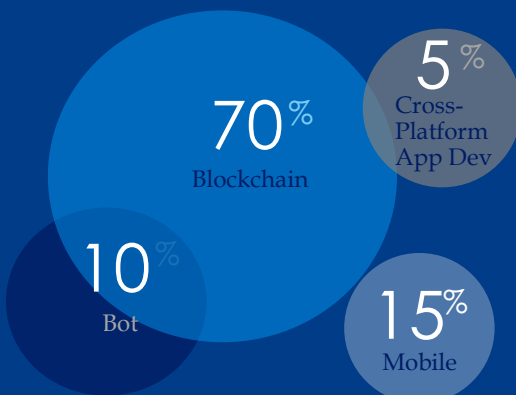 70%
Blockchain
5%
Cross-
Platform
App Dev
10%
Bot
15%
Mobile